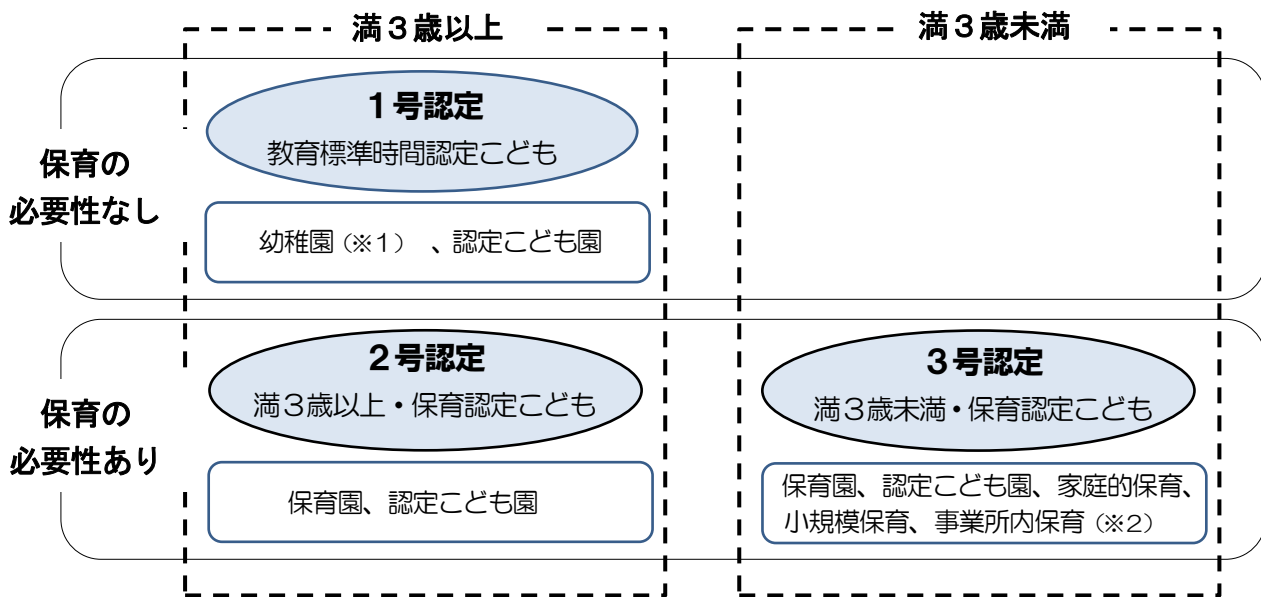 満３歳以上
満３歳未満
保育の
必要性なし
１号認定
教育標準時間認定こども
幼稚園（※１）　、認定こども園
保育の
必要性あり
２号認定
満３歳以上・保育認定こども
保育園、認定こども園
３号認定
満３歳未満・保育認定こども
保育園、認定こども園、家庭的保育、
小規模保育、事業所内保育（※２）